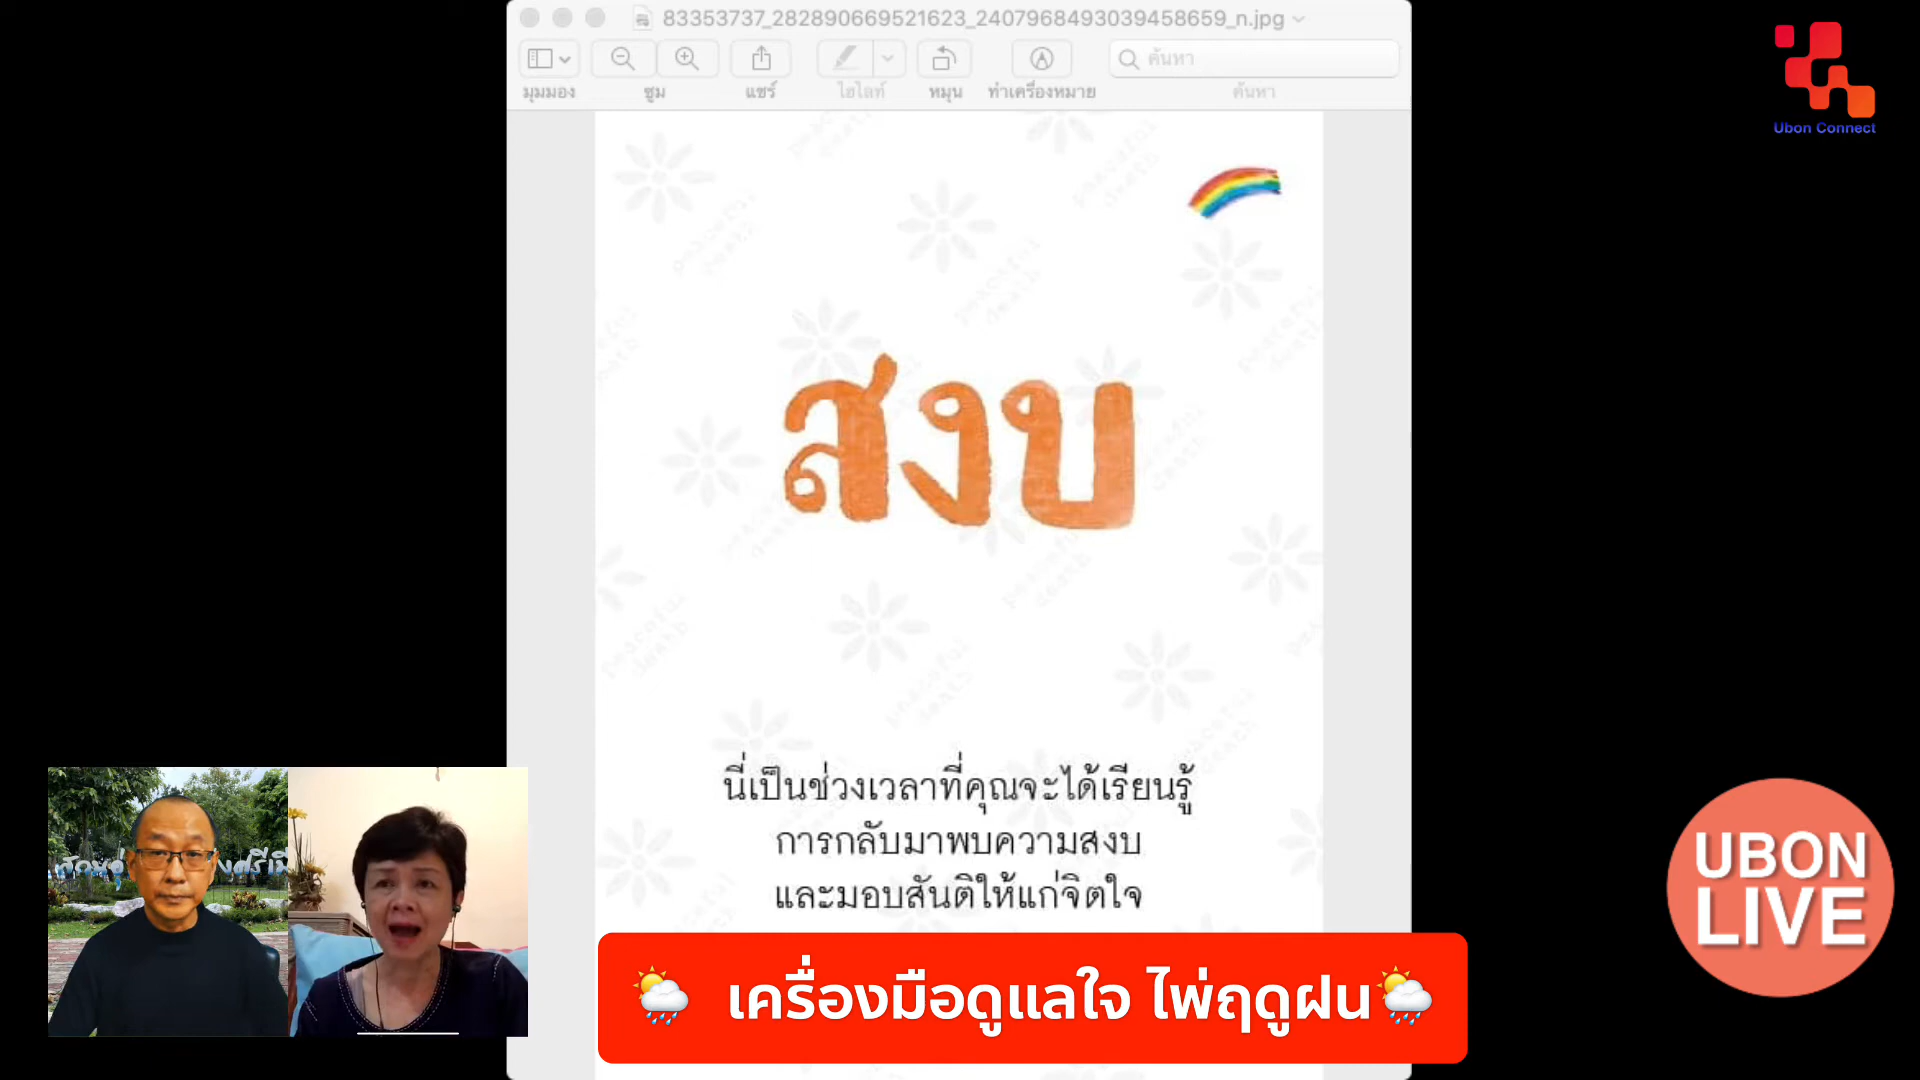 83353737_282890669521623_2407968493039458659_n.jpg
ค้นหา
มุมมอง ซูม แชร์ ไฮไลท์ หมุน ทำเครื่องหมาย ค้นหา
Ubon Connect
สงบ
นี่เป็นช่วงเวลาที่คุณจะได้เรียนรู้
การกลับมาพบความสงบ
และมอบสันติให้แก่จิตใจ
UBON
LIVE
เครื่องมือดูแลใจ ไพ่ฤดูฝน